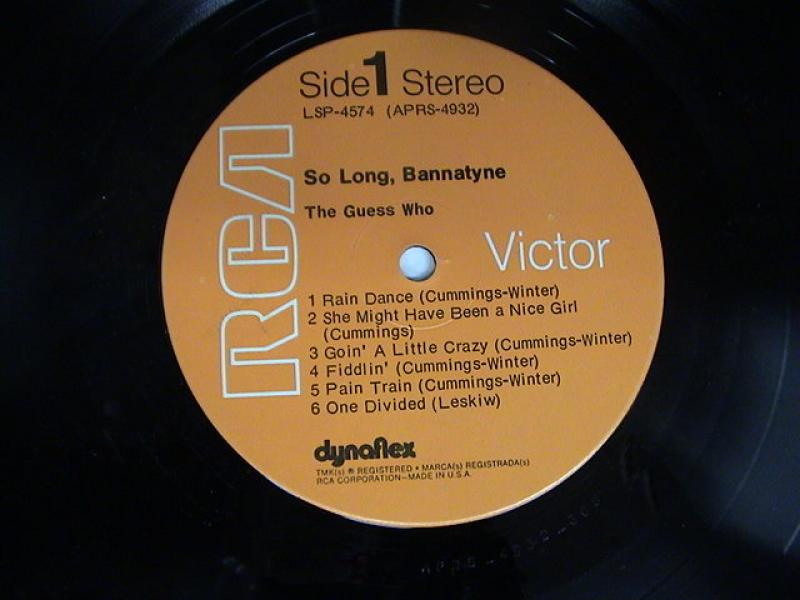 Side 1 Stereo
LSP-4574 (APRS-4932)
RCA
So Long, Bannatyne
The Guess Who
Victor
1 Rain Dance (Cummings-Winter)
2 She Might Have Been a Nice Girl
(Cummings)
3 Goin' A Little Crazy (Cummings-Winter)
4 Fiddlin' (Cummings-Winter)
5 Pain Train (Cummings-Winter)
6 One Divided (Leskiw)
dynaflex
TMK(s) ® REGISTERED • MARCA(s) REGISTRADA(s)
RCA CORPORATION—MADE IN U.S.A.